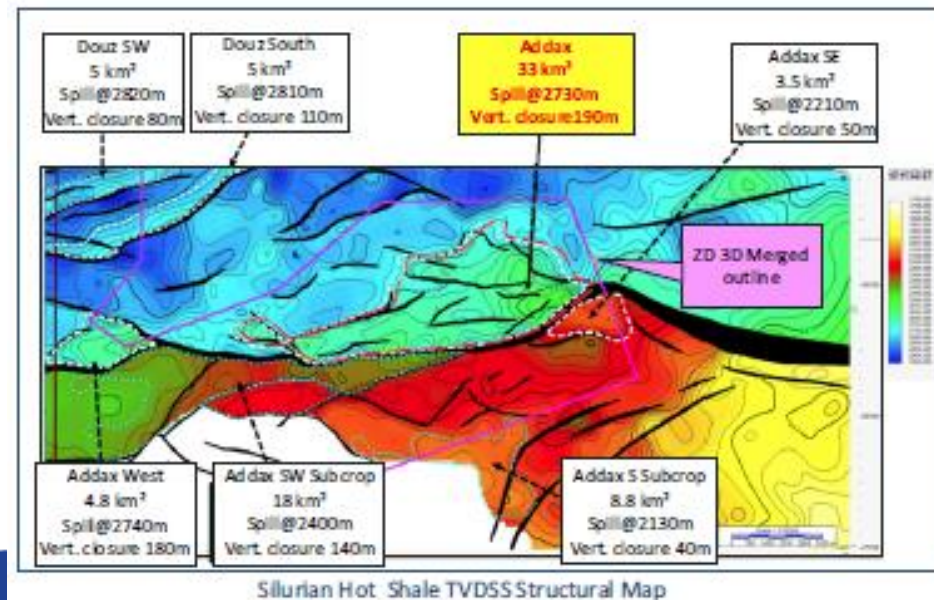 Douz SW
5 km²
Spill@2820m
Vert. closure 80m
Douz South
5 km²
Spill@2810m
Vert. closure 110m
Addax
33 km²
Spill@2730m
Vert. closure190m
Addax SE
3.5 km²
Spill@2210m
Vert. closure 50m
2D 3D Merged
outline
Addax West
4.8 km²
Spill@2740m
Vert. closure 180m
Addax SW Subcrop
18 km²
Spill@2400m
Vert. closure 140m
Addax S Subcrop
8.8 km²
Spill@2130m
Vert. closure 40m
Silurian Hot Shale TVDSS Structural Map